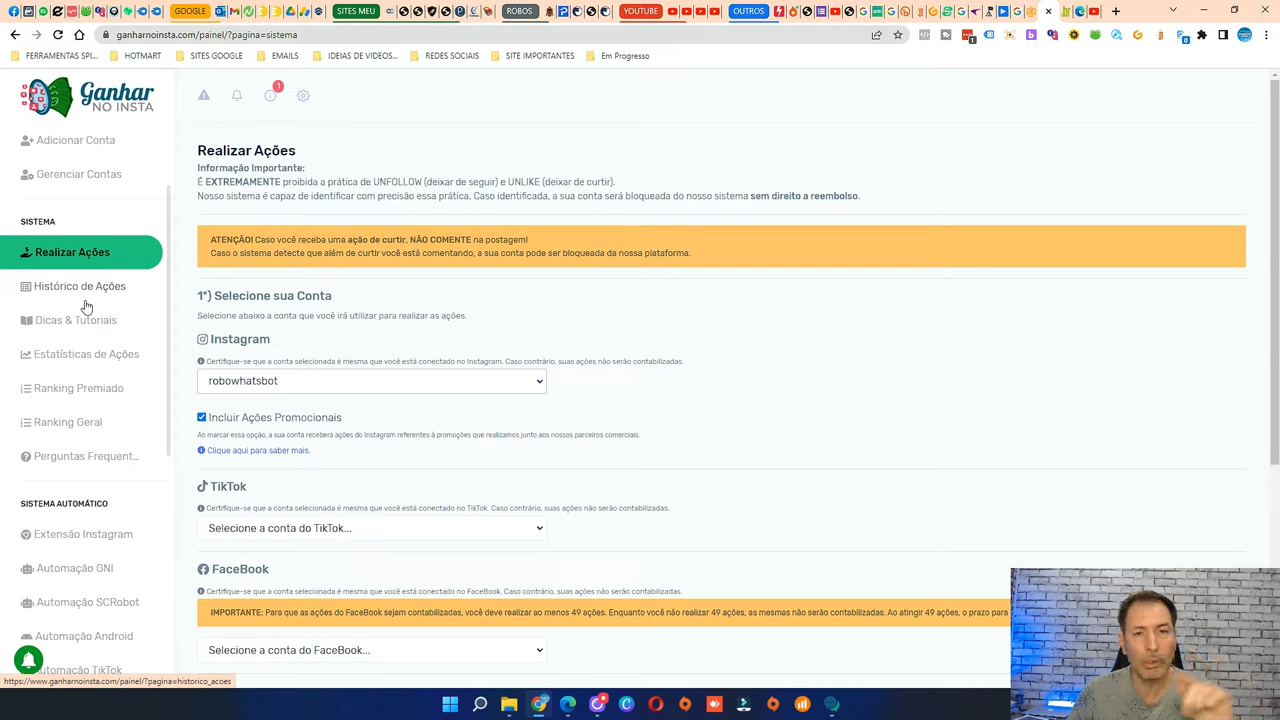 GOOGLE
SITES MEU
ROBOS
YOUTUBE
OUTROS
ganharnoinsta.com/painel/?pagina=sistema
FERRAMENTAS SPI...
HOTMART
SITES GOOGLE
EMAILS
IDEIAS DE VIDEOS...
REDES SOCIAIS
SITE IMPORTANTES
Em Progresso
Ganhar
NO INSTA
1
Adicionar Conta
Gerenciar Contas
SISTEMA
Realizar Ações
Histórico de Ações
Dicas & Tutoriais
Estatísticas de Ações
Ranking Premiado
Ranking Geral
Perguntas Frequent...
SISTEMA AUTOMÁTICO
Extensão Instagram
Automação GNI
Automação SCRobot
Automação Android
Automação TikTok
Realizar Ações
Informação Importante:
É EXTREMAMENTE proibida a prática de UNFOLLOW (deixar de seguir) e UNLIKE (deixar de curtir).
Nosso sistema é capaz de identificar com precisão essa prática. Caso identificada, a sua conta será bloqueada do nosso sistema sem direito a reembolso.
ATENÇÃO! Caso você receba uma ação de curtir, NÃO COMENTE na postagem!
Caso o sistema detecte que além de curtir você está comentando, a sua conta pode ser bloqueada da nossa plataforma.
1º) Selecione sua Conta
Selecione abaixo a conta que você irá utilizar para realizar as ações.
Instagram
Certifique-se que a conta selecionada é mesma que você está conectado no Instagram. Caso contrário, suas ações não serão contabilizadas.
robowhatsbot
Incluir Ações Promocionais
Ao marcar essa opção, a sua conta receberá ações do Instagram referentes à promoções que realizamos junto aos nossos parceiros comerciais.
Clique aqui para saber mais.
TikTok
Certifique-se que a conta selecionada é mesma que você está conectado no TikTok. Caso contrário, suas ações não serão contabilizadas.
Selecione a conta do TikTok...
FaceBook
Certifique-se que a conta selecionada é mesma que você está conectado no FaceBook. Caso contrário, suas ações não serão contabilizadas.
IMPORTANTE: Para que as ações do FaceBook sejam contabilizadas, você deve realizar ao menos 49 ações. Enquanto você não realizar 49 ações, as mesmas não serão contabilizadas. Ao atingir 49 ações, o prazo para
Selecione a conta do FaceBook...
https://www.ganharnoinsta.com/painel/?pagina=historico_acoes